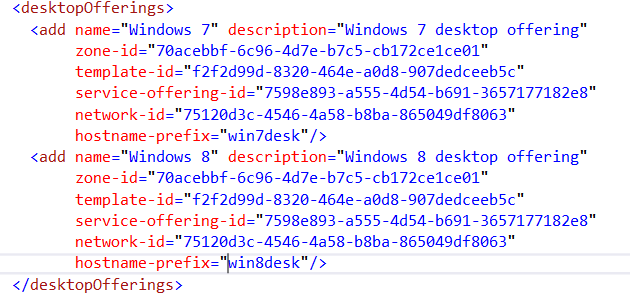 <desktopOfferings>
<add name="Windows 7" description="Windows 7 desktop offering"
zone-id="70acebbf-6c96-4d7e-b7c5-cb172ce1ce01"
template-id="f2f2d99d-8320-464e-a0d8-907dedceeb5c"
service-offering-id="7598e893-a555-4d54-b691-3657177182e8"
network-id="75120d3c-4546-4a58-b8ba-865049df8063"
hostname-prefix="win7desk"/>
<add name="Windows 8" description="Windows 8 desktop offering"
zone-id="70acebbf-6c96-4d7e-b7c5-cb172ce1ce01"
template-id="f2f2d99d-8320-464e-a0d8-907dedceeb5c"
service-offering-id="7598e893-a555-4d54-b691-3657177182e8"
network-id="75120d3c-4546-4a58-b8ba-865049df8063"
hostname-prefix="win8desk"/>
</desktopOfferings>